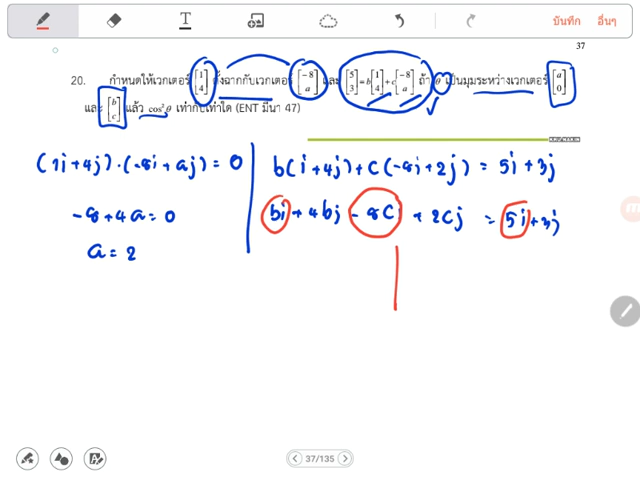 บันทึก อื่นๆ
37
20. กำหนดให้เวกเตอร์ [1 4] ตั้งฉากกับเวกเตอร์ [-8 a] และ [5 3] = b [1 4] + c [-8 a] ถ้า θ เป็นมุมระหว่างเวกเตอร์ [a 0]
และ [b c] แล้ว cos²θ เท่ากับเท่าใด (ENT มีนา 47)
(1i + 4j) · (-8i + aj) = 0
b(i + 4j) + c(-8i + 2j) = 5i + 3j
-8 + 4a = 0
bi + 4bj - 8ci + 2cj = 5i + 3j
a = 2
37/135